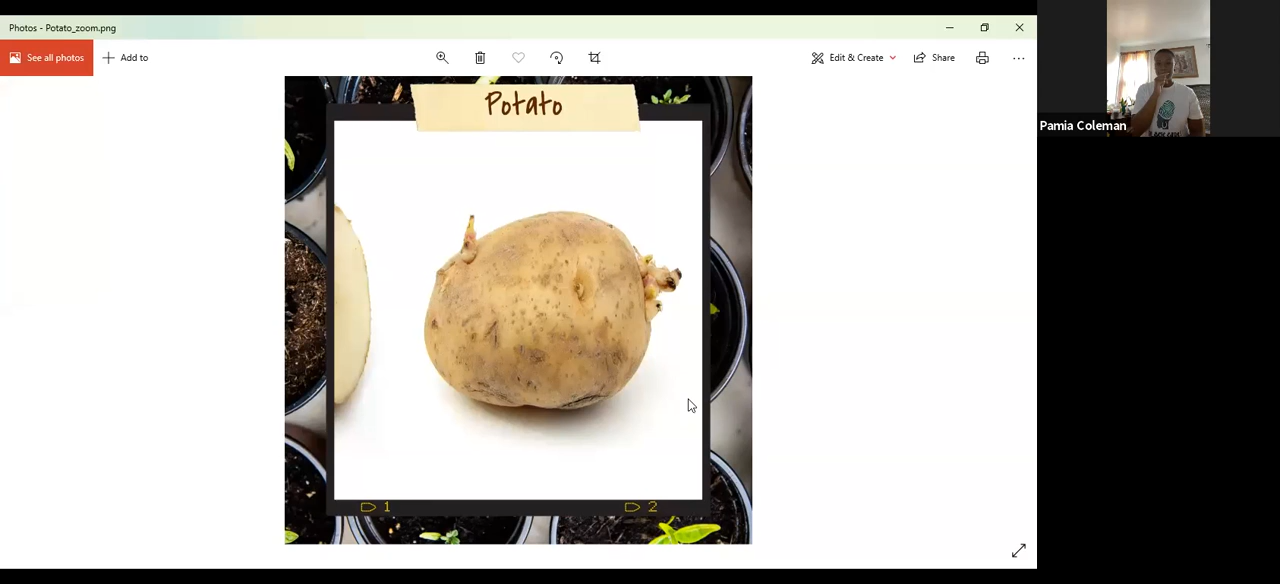 Photos - Potato_zoom.png
See all photos
Add to
Edit & Create
Share
Potato
1
2
Pamia Coleman